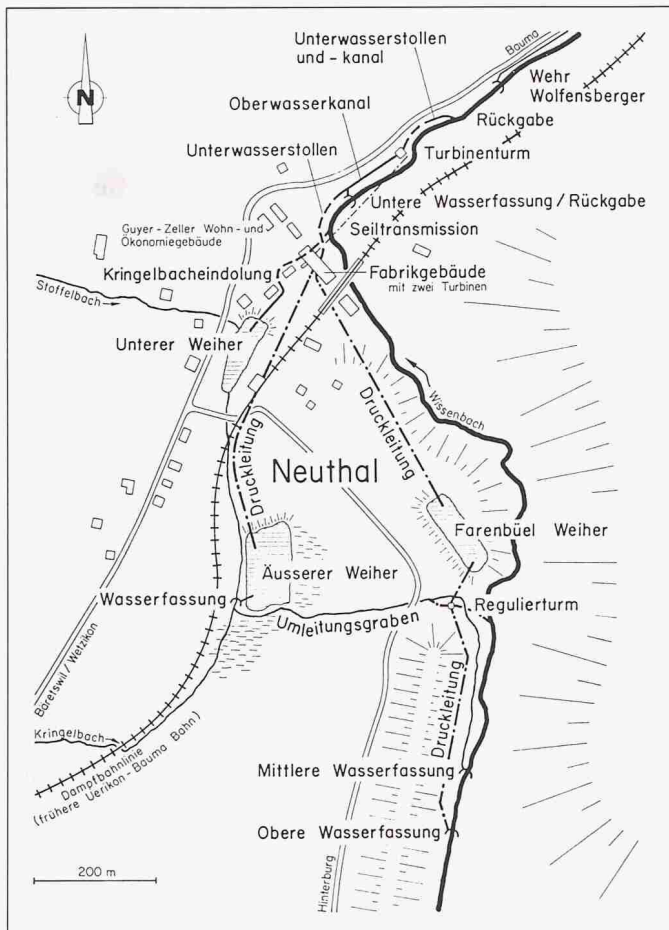 Unterwasserstollen
und - kanal
Bauma
Wehr
Wolfensberger
Oberwasserkanal
Rückgabe
N
Unterwasserstollen
Turbinenturm
Untere Wasserfassung / Rückgabe
Guyer - Zeller Wohn - und
Ökonomiegebäude
Seiltransmission
Kringelbacheindolung
Fabrikgebäude
mit zwei Turbinen
Stoffelbach
Unterer Weiher
Wissenbach
Druckleitung
Druckleitung
Neuthal
Farenbüel Weiher
Äusserer Weiher
Wasserfassung
Regulierturm
Umleitungsgraben
Bäretswil / Wetzikon
Druckleitung
Kringelbach
Dampfbahnlinie
(frühere Uerikon - Bauma Bahn)
Mittlere Wasserfassung
Obere Wasserfassung
200 m
Hinterburg